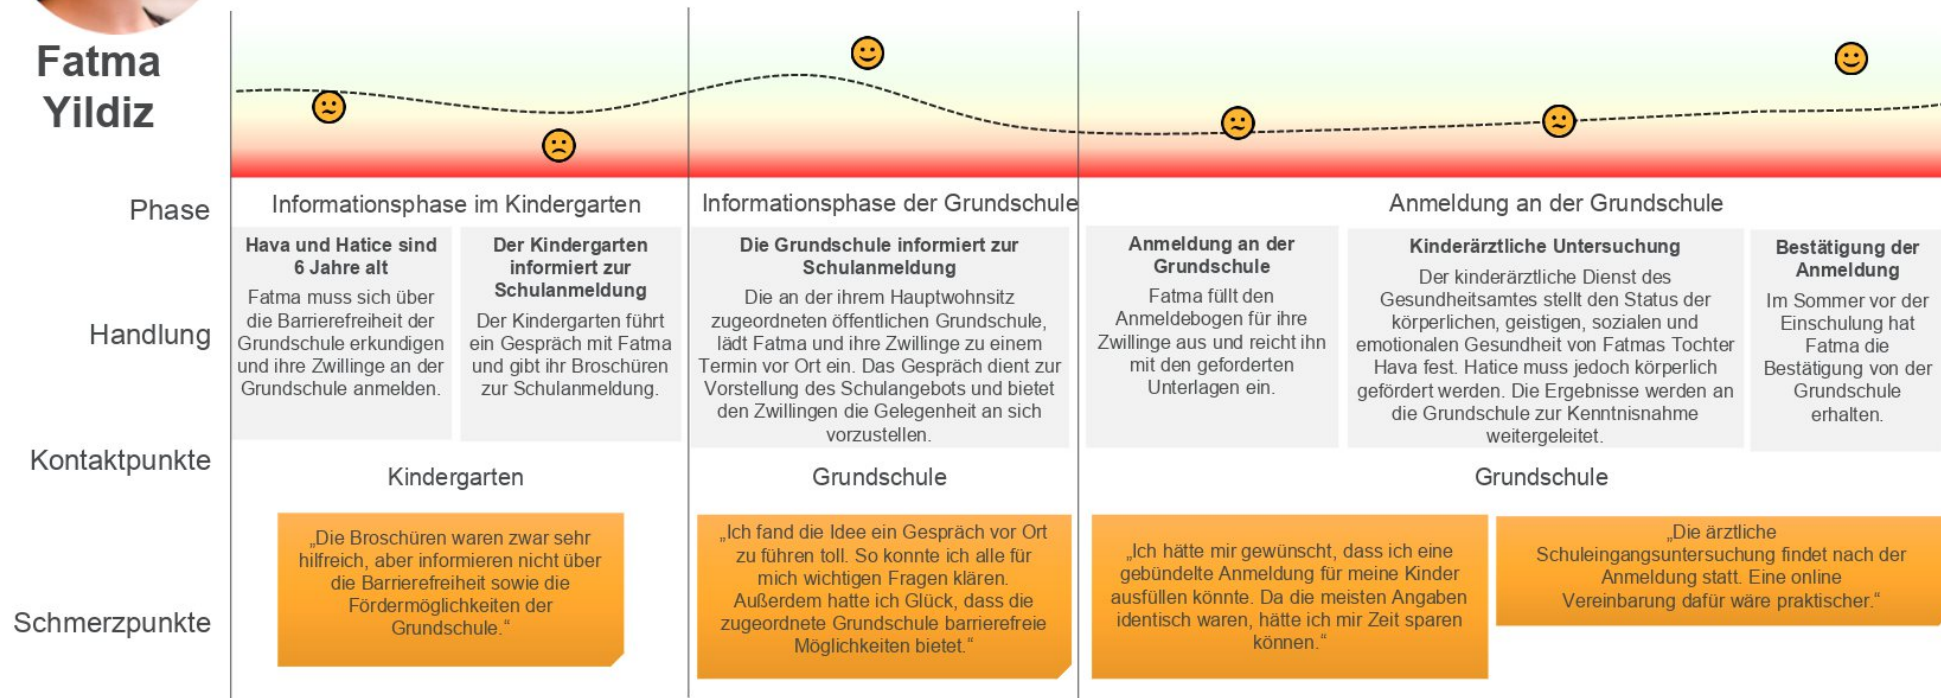 Fatma
Yildiz
Phase
Informationsphase im Kindergarten
Informationsphase der Grundschule
Anmeldung an der Grundschule
Handlung
Hava und Hatice sind
6 Jahre alt
Fatma muss sich über
die Barrierefreiheit der
Grundschule erkundigen
und ihre Zwillinge an der
Grundschule anmelden.
Der Kindergarten
informiert zur
Schulanmeldung
Der Kindergarten führt
ein Gespräch mit Fatma
und gibt ihr Broschüren
zur Schulanmeldung.
Die Grundschule informiert zur
Schulanmeldung
Die an der ihrem Hauptwohnsitz
zugeordneten öffentlichen Grundschule,
lädt Fatma und ihre Zwillinge zu einem
Termin vor Ort ein. Das Gespräch dient zur
Vorstellung des Schulangebots und bietet
den Zwillingen die Gelegenheit an sich
vorzustellen.
Anmeldung an der
Grundschule
Fatma füllt den
Anmeldebogen für ihre
Zwillinge aus und reicht ihn
mit den geforderten
Unterlagen ein.
Kinderärztliche Untersuchung
Der kinderärztliche Dienst des
Gesundheitsamtes stellt den Status der
körperlichen, geistigen, sozialen und
emotionalen Gesundheit von Fatmas Tochter
Hava fest. Hatice muss jedoch körperlich
gefördert werden. Die Ergebnisse werden an
die Grundschule zur Kenntnisnahme
weitergeleitet.
Bestätigung der
Anmeldung
Im Sommer vor der
Einschulung hat
Fatma die
Bestätigung von der
Grundschule
erhalten.
Kontaktpunkte
Kindergarten
Grundschule
Grundschule
Schmerzpunkte
„Die Broschüren waren zwar sehr
hilfreich, aber informieren nicht über
die Barrierefreiheit sowie die
Fördermöglichkeiten der
Grundschule.“
„Ich fand die Idee ein Gespräch vor Ort
zu führen toll. So konnte ich alle für
mich wichtigen Fragen klären.
Außerdem hatte ich Glück, dass die
zugeordnete Grundschule barrierefreie
Möglichkeiten bietet.“
„Ich hätte mir gewünscht, dass ich eine
gebündelte Anmeldung für meine Kinder
ausfüllen könnte. Da die meisten Angaben
identisch waren, hätte ich mir Zeit sparen
können.“
„Die ärztliche
Schuleingangsuntersuchung findet nach der
Anmeldung statt. Eine online
Vereinbarung dafür wäre praktischer.“